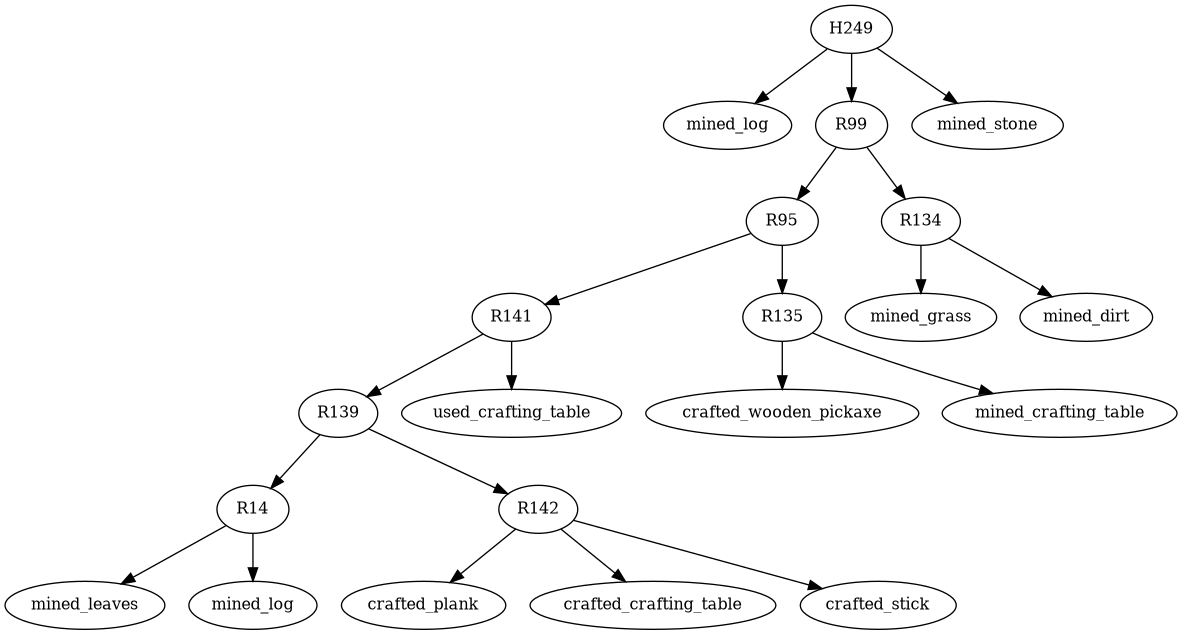 H249
mined_log
R99
mined_stone
R95
R134
R141
R135
mined_grass
mined_dirt
R139
used_crafting_table
crafted_wooden_pickaxe
mined_crafting_table
R14
R142
mined_leaves
mined_log
crafted_plank
crafted_crafting_table
crafted_stick